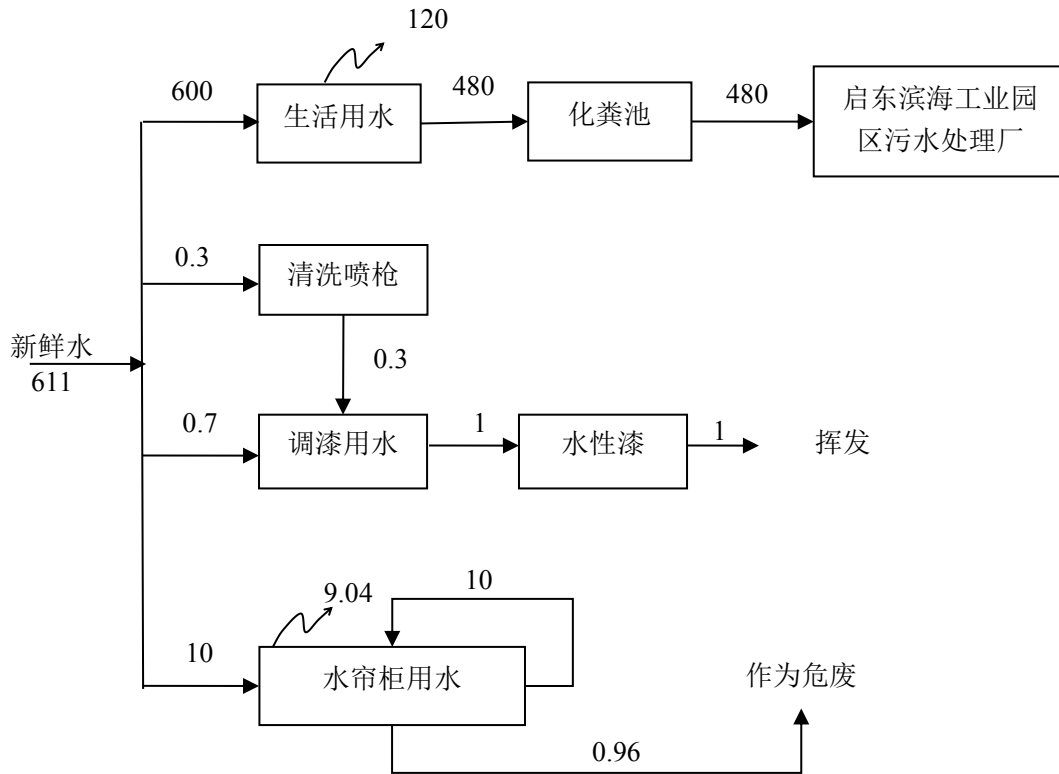 120
600
生活用水
480
化粪池
480
启东滨海工业园
区污水处理厂
0.3
清洗喷枪
新鲜水
611
0.3
0.7
调漆用水
1
水性漆
1
挥发
9.04
10
10
水帘柜用水
作为危废
0.96